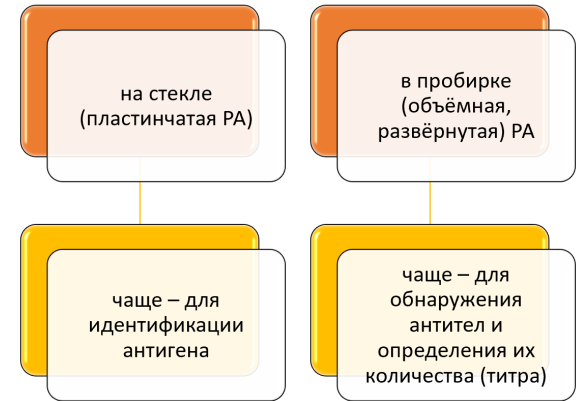 на стекле
(пластинчатая РА)
в пробирке
(объёмная,
развёрнутая) РА
чаще – для
идентификации
антигена
чаще – для
обнаружения
антител и
определения их
количества (титра)